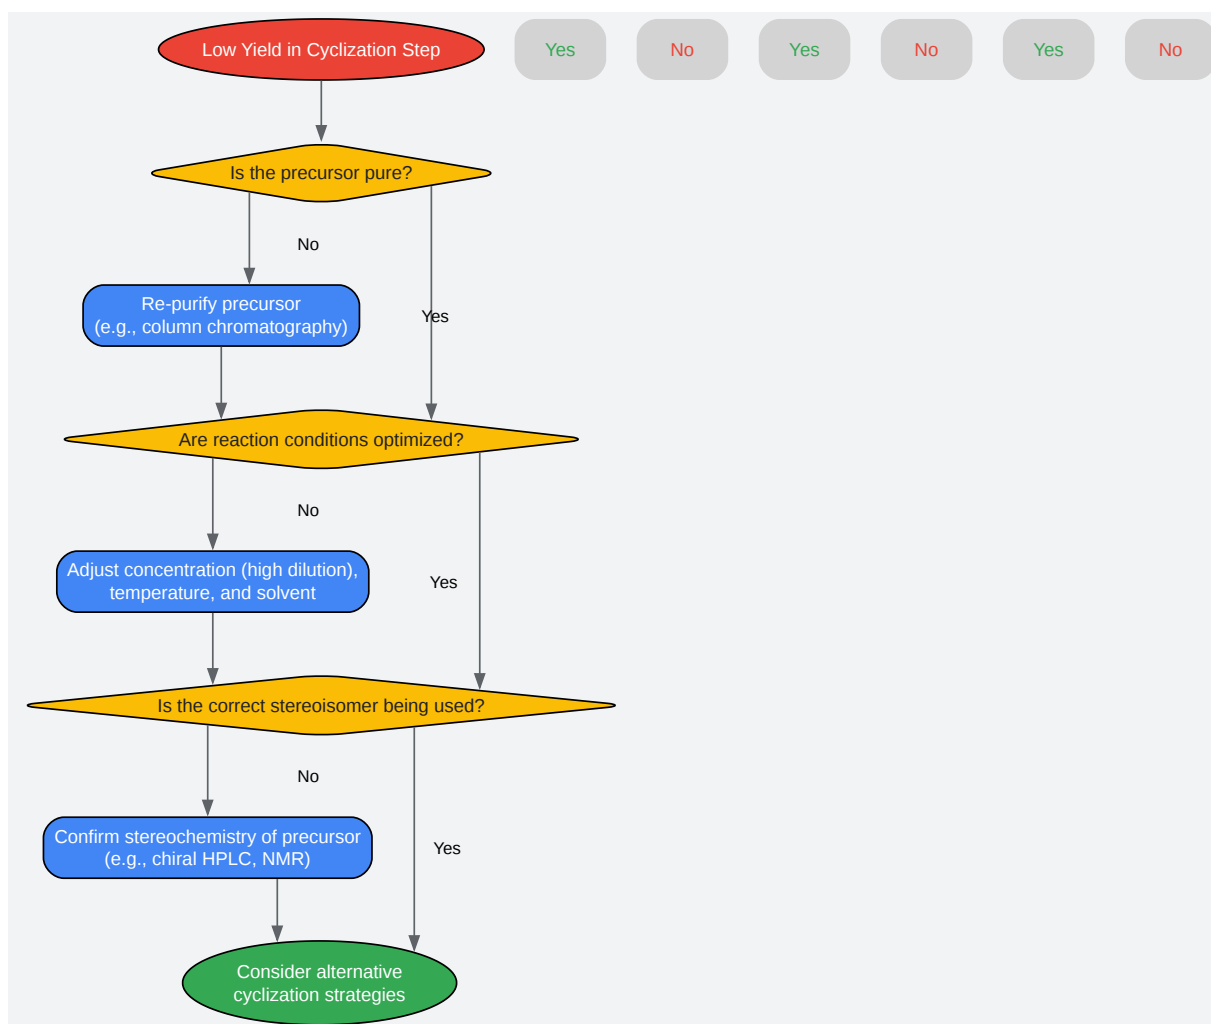 Low Yield in Cyclization Step
Yes
No
Yes
No
Yes
No
Is the precursor pure?
No
Re-purify precursor
(e.g., column chromatography)
Yes
Are reaction conditions optimized?
No
Adjust concentration (high dilution),
temperature, and solvent
Yes
Is the correct stereoisomer being used?
No
Confirm stereochemistry of precursor
(e.g., chiral HPLC, NMR)
Yes
Consider alternative
cyclization strategies